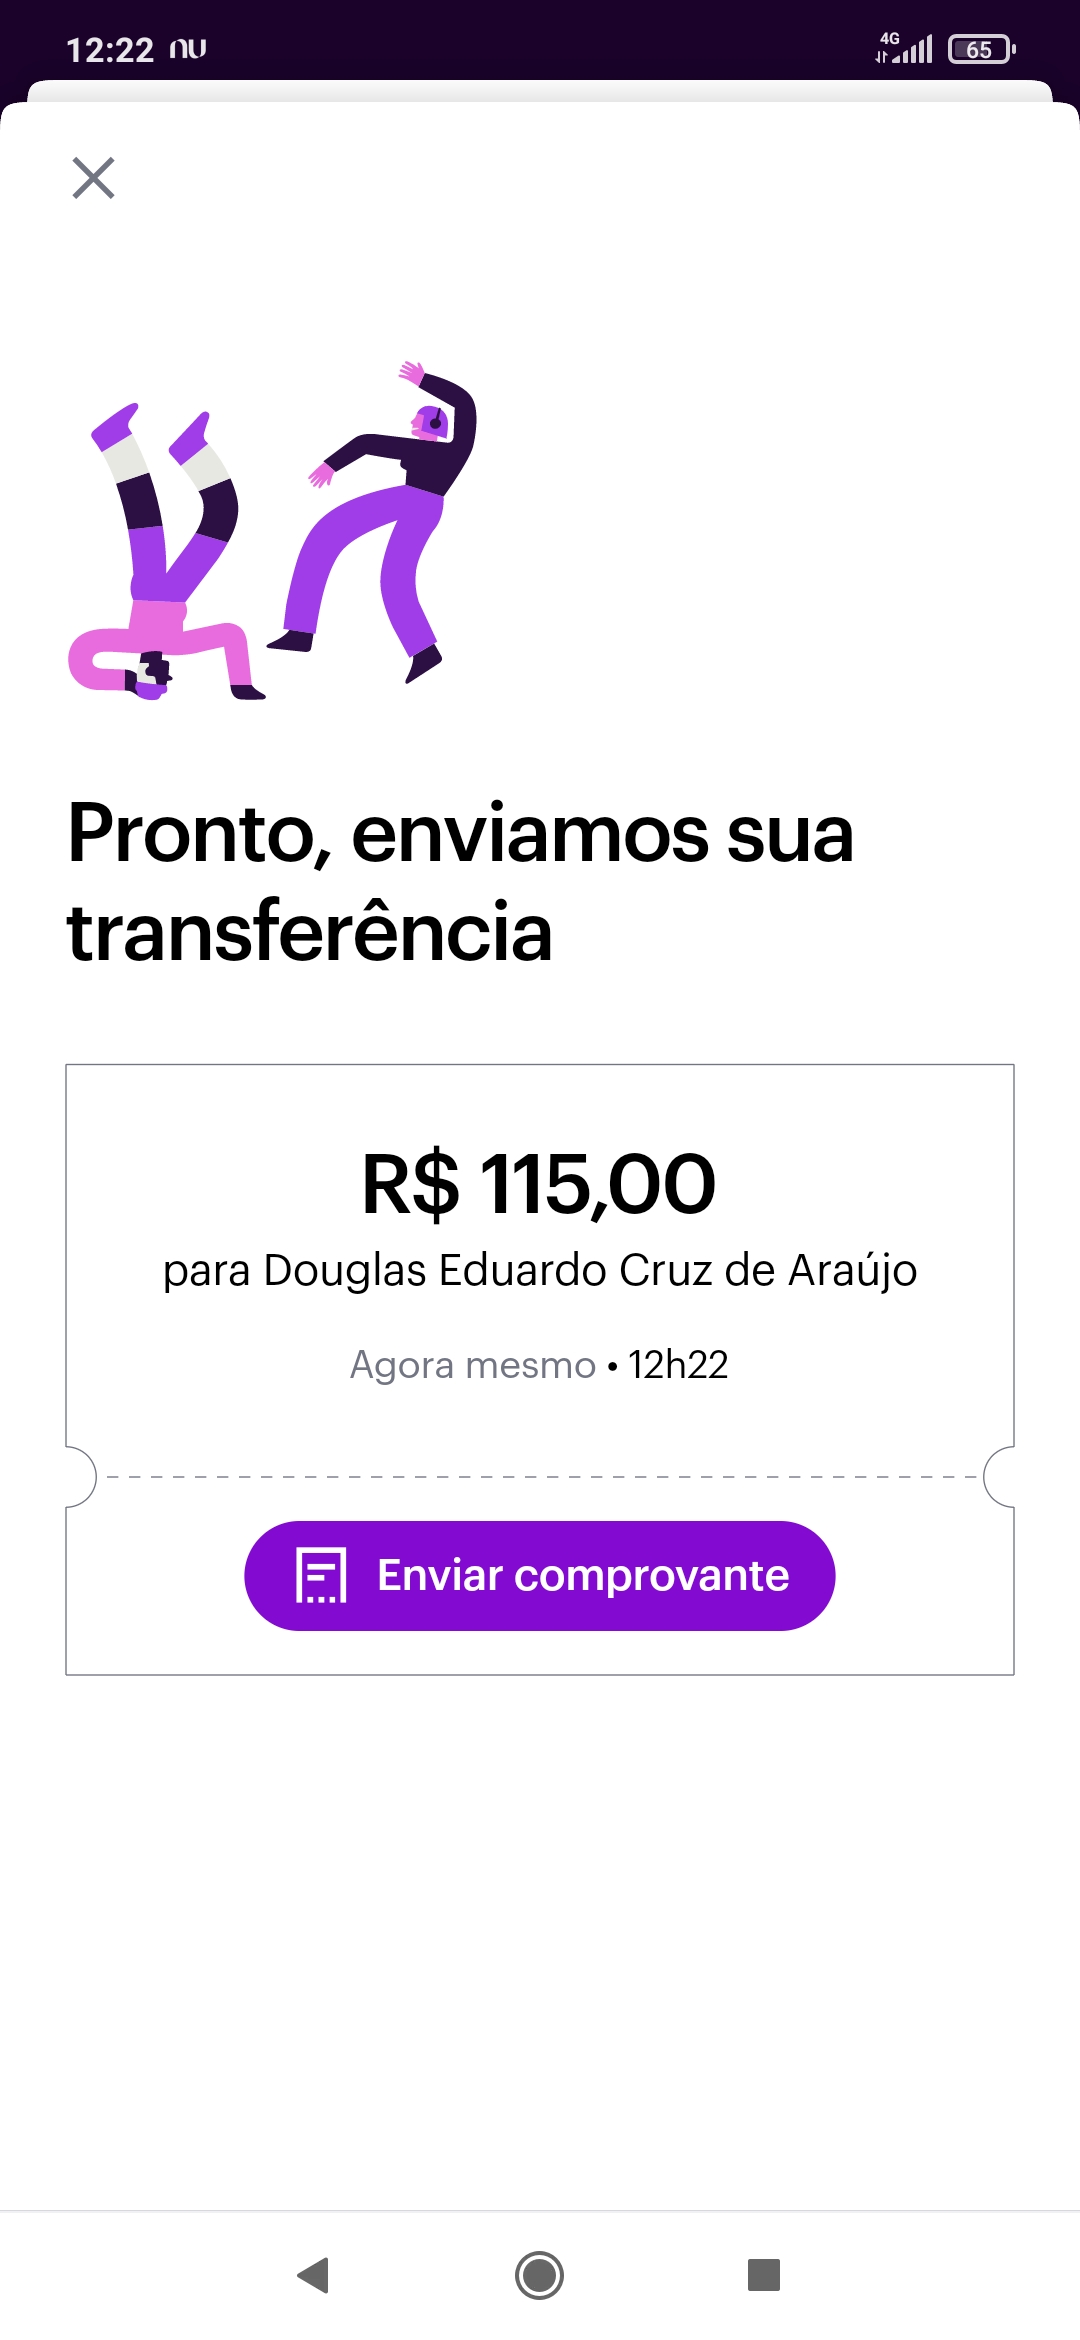 12:22 nu 4G 65
Pronto, enviamos sua
transferência
R$ 115,00
para Douglas Eduardo Cruz de Araújo
Agora mesmo • 12h22
Enviar comprovante